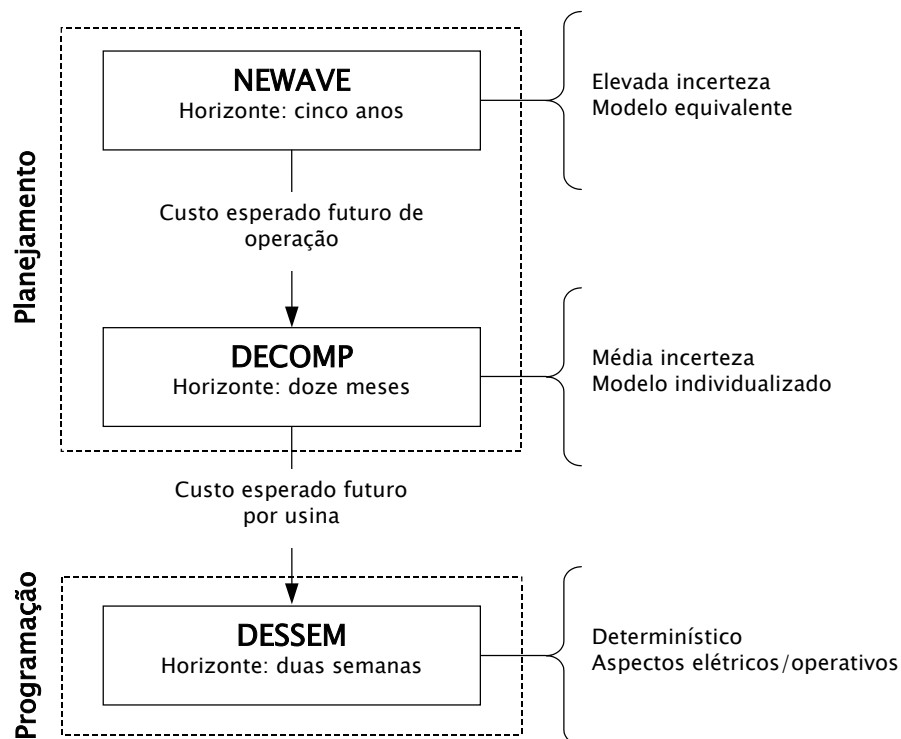 Planejamento
NEWAVE
Horizonte: cinco anos
Elevada incerteza
Modelo equivalente
Custo esperado futuro de
operação
DECOMP
Horizonte: doze meses
Média incerteza
Modelo individualizado
Custo esperado futuro
por usina
Programação
DESSEM
Horizonte: duas semanas
Determinístico
Aspectos elétricos/operativos